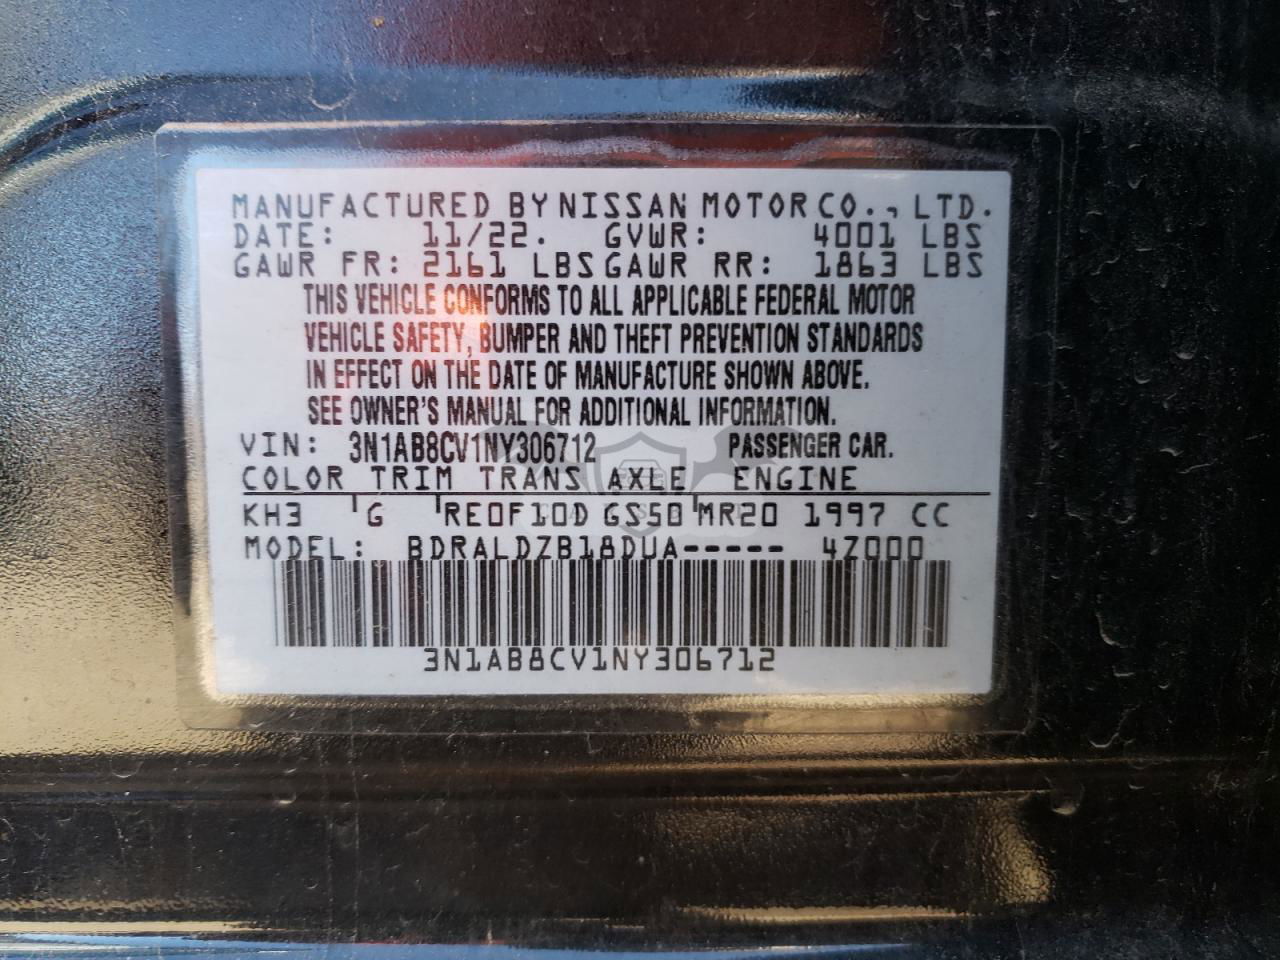 MANUFACTURED BY NISSAN MOTOR CO., LTD.
DATE: 11/22. GVWR: 4001 LBS
GAWR FR: 2161 LBS GAWR RR: 1863 LBS
THIS VEHICLE CONFORMS TO ALL APPLICABLE FEDERAL MOTOR
VEHICLE SAFETY, BUMPER AND THEFT PREVENTION STANDARDS
IN EFFECT ON THE DATE OF MANUFACTURE SHOWN ABOVE.
SEE OWNER'S MANUAL FOR ADDITIONAL INFORMATION.
VIN: 3N1AB8CV1NY306712 PASSENGER CAR.
COLOR TRIM TRANS AXLE ENGINE
KH3 G RE0F10D GS50 MR20 1997 CC
MODEL: BDRALDZB18DUA----- 4Z000
3N1AB8CV1NY306712